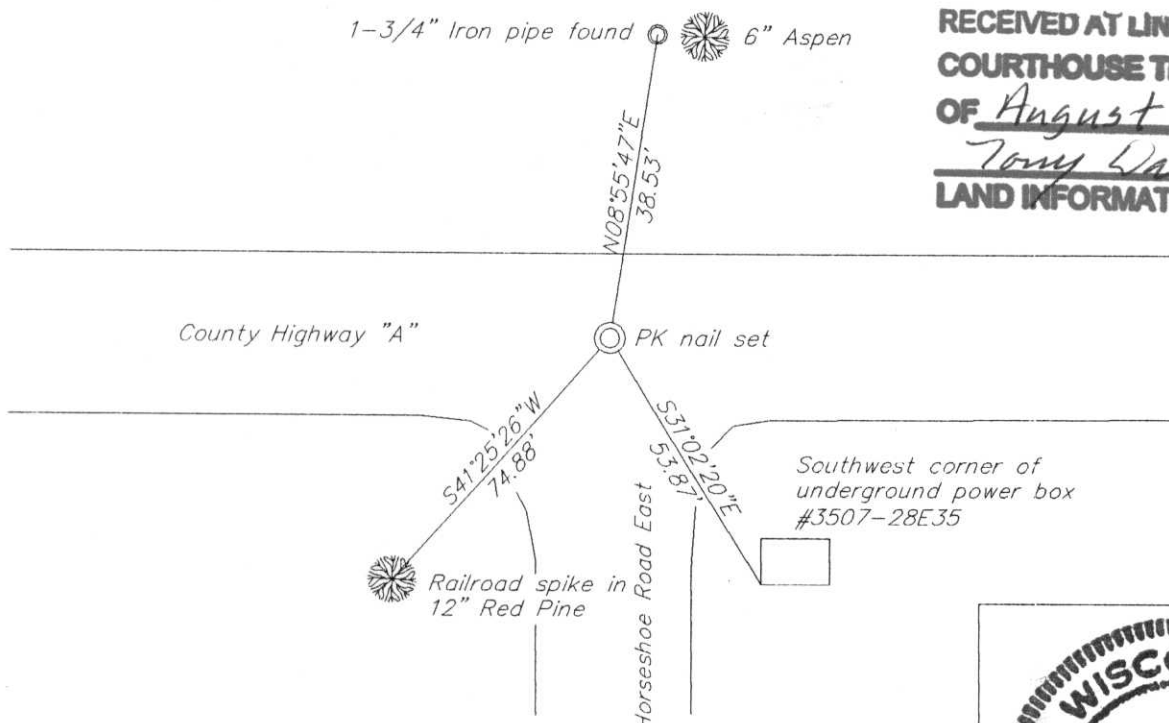 1-3/4" Iron pipe found
6" Aspen
RECEIVED AT LIN
COURTHOUSE T
OF August
Tony Da
LAND INFORMAT
N08°55'47"E
38.53'
County Highway "A"
PK nail set
S41°25'26"W
74.88'
S31°02'20"E
53.87'
Southwest corner of
underground power box
#3507-28E35
Horseshoe Road East
Railroad spike in
12" Red Pine
WISC